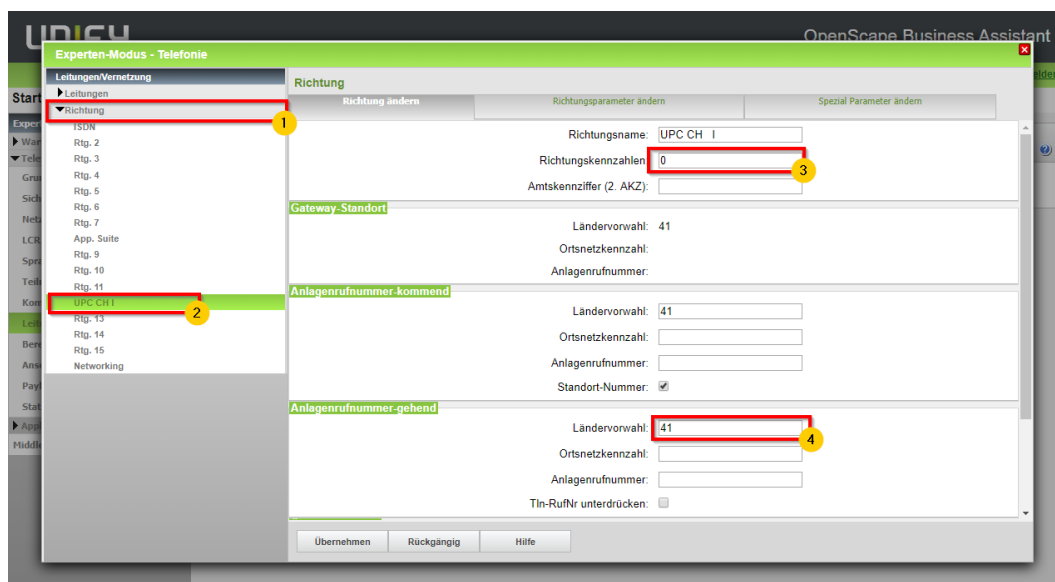 UNIFY
OpenScape Business Assistant
Experten-Modus - Telefonie
Start
Leitungen/Vernetzung
Leitungen
Richtung
1
ISDN
Rtg. 2
Rtg. 3
Rtg. 4
Rtg. 5
Rtg. 6
Rtg. 7
App. Suite
Rtg. 9
Rtg. 10
Rtg. 11
UPC CH I
2
Rtg. 13
Rtg. 14
Rtg. 15
Networking
Richtung
Richtung ändern Richtungsparameter ändern Spezial Parameter ändern
Richtungsname: UPC CH I
Richtungskennzahlen: 0
3
Amtskennziffer (2. AKZ):
Gateway-Standort
Ländervorwahl: 41
Ortsnetzkennzahl:
Anlagenrufnummer:
Anlagenrufnummer-kommend
Ländervorwahl: 41
Ortsnetzkennzahl:
Anlagenrufnummer:
Standort-Nummer:
Anlagenrufnummer-gehend
Ländervorwahl: 41
4
Ortsnetzkennzahl:
Anlagenrufnummer:
Tln-RufNr unterdrücken:
Übernehmen Rückgängig Hilfe
LCR